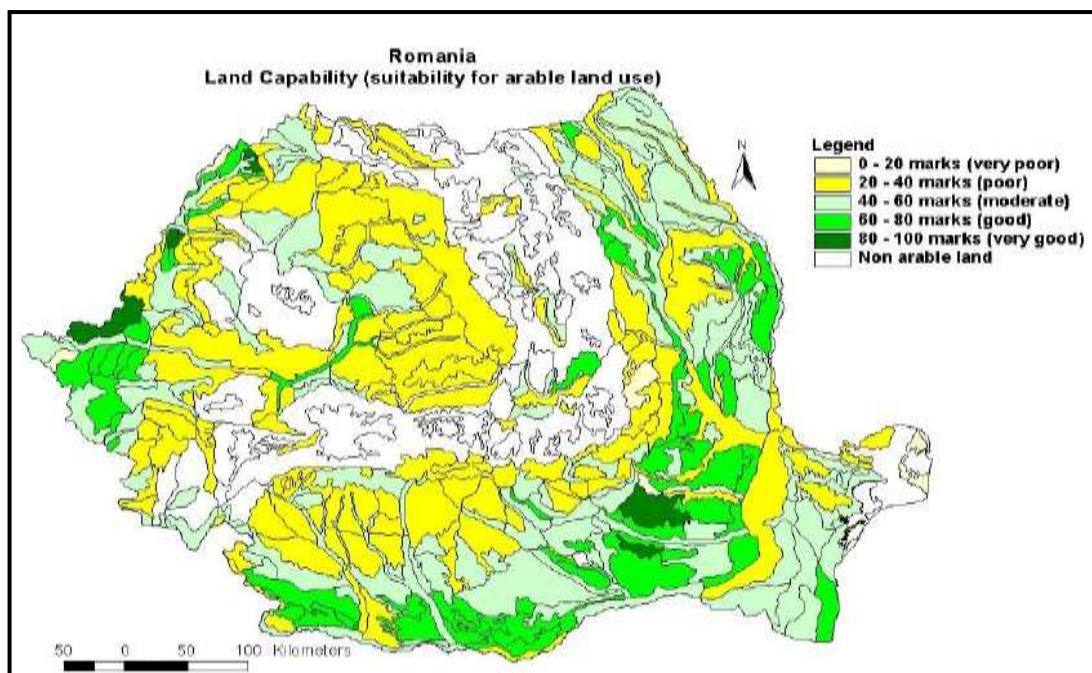 Romania
Land Capability (suitability for arable land use)
N
Legend
0 - 20 marks (very poor)
20 - 40 marks (poor)
40 - 60 marks (moderate)
60 - 80 marks (good)
80 - 100 marks (very good)
Non arable land
50 0 50 100 Kilometers